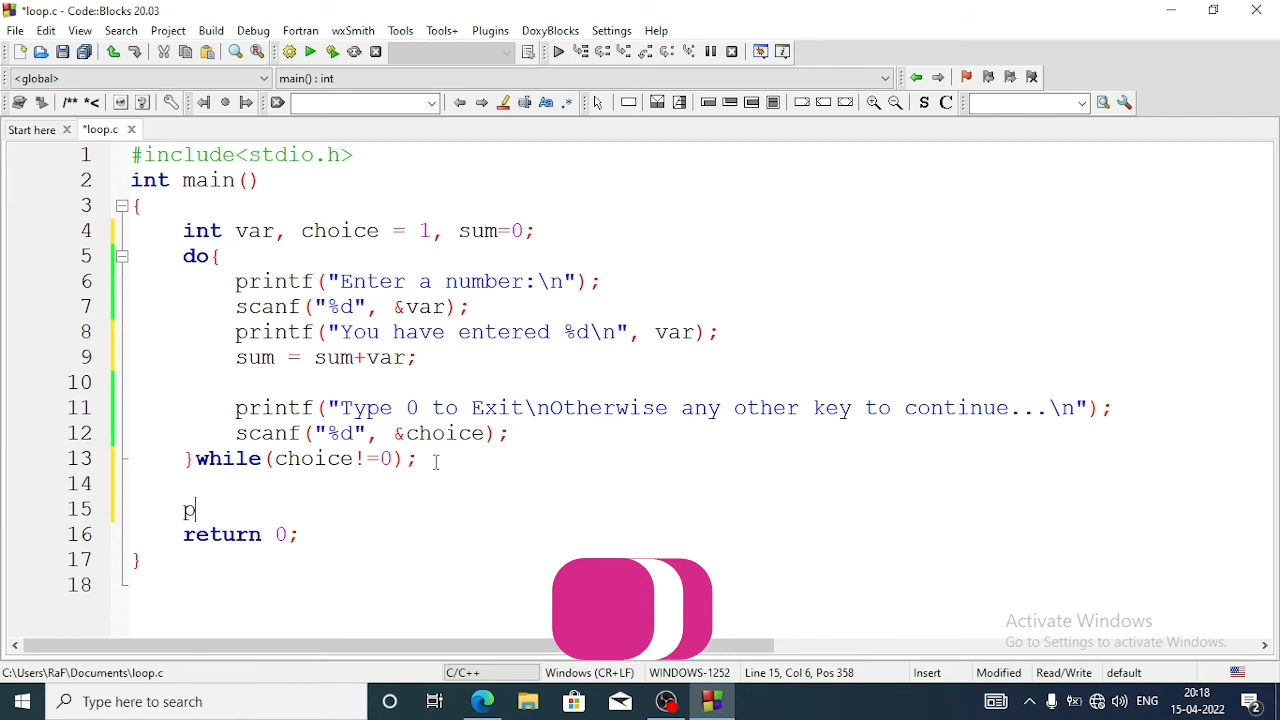 *loop.c - Code::Blocks 20.03
File Edit View Search Project Build Debug Fortran wxSmith Tools Tools+ Plugins DoxyBlocks Settings Help
<global> main() : int
/** *<
S C
Start here *loop.c
1 #include<stdio.h>
2 int main()
3 {
4 int var, choice = 1, sum=0;
5 do{
6 printf("Enter a number:\n");
7 scanf("%d", &var);
8 printf("You have entered %d\n", var);
9 sum = sum+var;
10
11 printf("Type 0 to Exit\nOtherwise any other key to continue...\n");
12 scanf("%d", &choice);
13 }while(choice!=0);
14
15 p
16 return 0;
17 }
18
Activate Windows
Go to Settings to activate Windows.
C:\Users\RaF\Documents\loop.c C/C++ Windows (CR+LF) WINDOWS-1252 Line 15, Col 6, Pos 358 Insert Modified Read/Write default
Type here to search ENG 20:18
15-04-2022 2